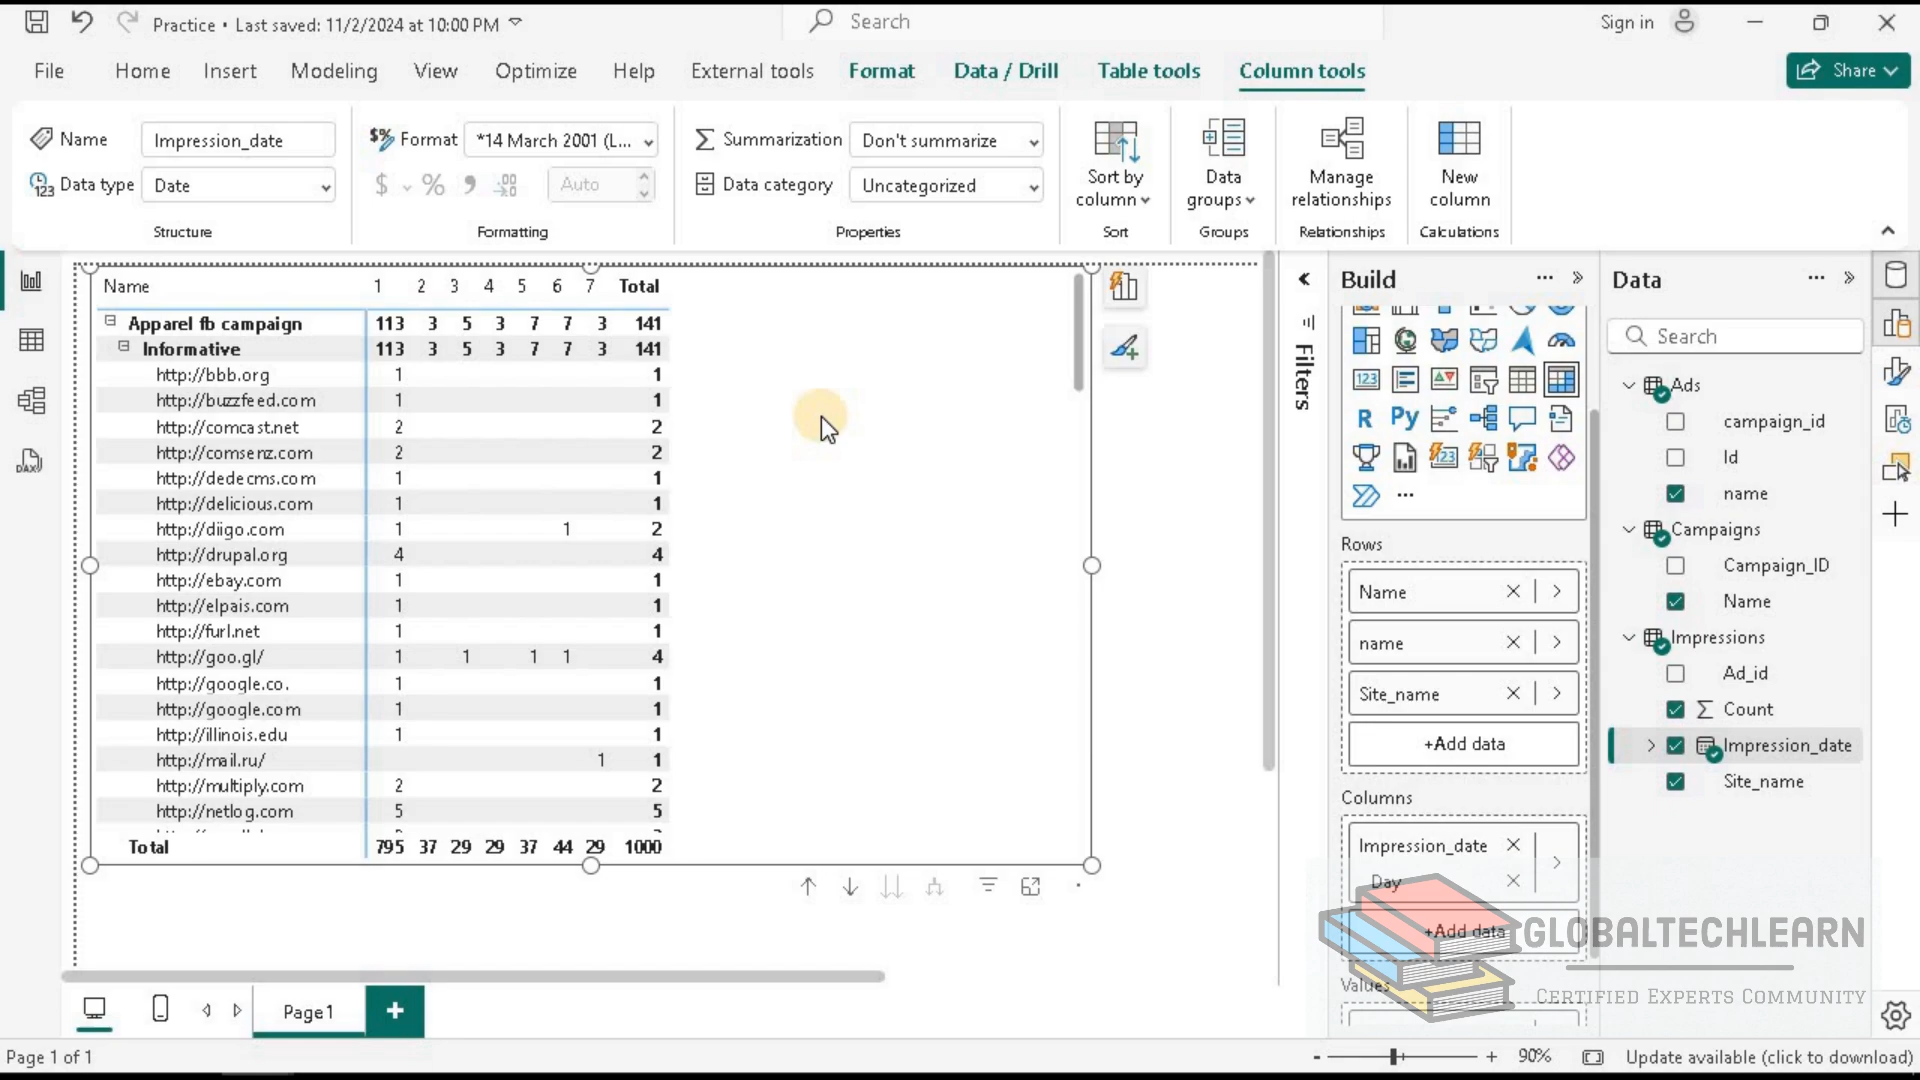 Practice • Last saved: 11/2/2024 at 10:00 PM
Search
Sign in
File Home Insert Modeling View Optimize Help External tools Format Data / Drill Table tools Column tools
Share
Name Impression_date
Data type Date
Structure
$% Format *14 March 2001 (L...
$ % Auto
Formatting
Summarization Don't summarize
Data category Uncategorized
Properties
Sort by column
Sort
Data groups
Groups
Manage relationships
Relationships
New column
Calculations
Name 1 2 3 4 5 6 7 Total
Apparel fb campaign 113 3 5 3 7 7 3 141
Informative 113 3 5 3 7 7 3 141
http://bbb.org 1 1
http://buzzfeed.com 1 1
http://comcast.net 2 2
http://comsenz.com 2 2
http://dedecms.com 1 1
http://delicious.com 1 1
http://diigo.com 1 1 2
http://drupal.org 4 4
http://ebay.com 1 1
http://elpais.com 1 1
http://furl.net 1 1
http://goo.gl/ 1 1 1 1 4
http://google.co. 1 1
http://google.com 1 1
http://illinois.edu 1 1
http://mail.ru/ 1 1
http://multiply.com 2 2
http://netlog.com 5 5
Total 795 37 29 29 37 44 29 1000
Filters
Build
123
R Py
123
Rows
Name
name
Site_name
+Add data
Columns
Impression_date
Day
+Add data
Values
Data
Search
Ads
campaign_id
Id
name
Campaigns
Campaign_ID
Name
Impressions
Ad_id
Count
Impression_date
Site_name
DAX
GLOBALTECHLEARN
CERTIFIED EXPERTS COMMUNITY
Page1
Page 1 of 1
- + 90%
Update available (click to download)